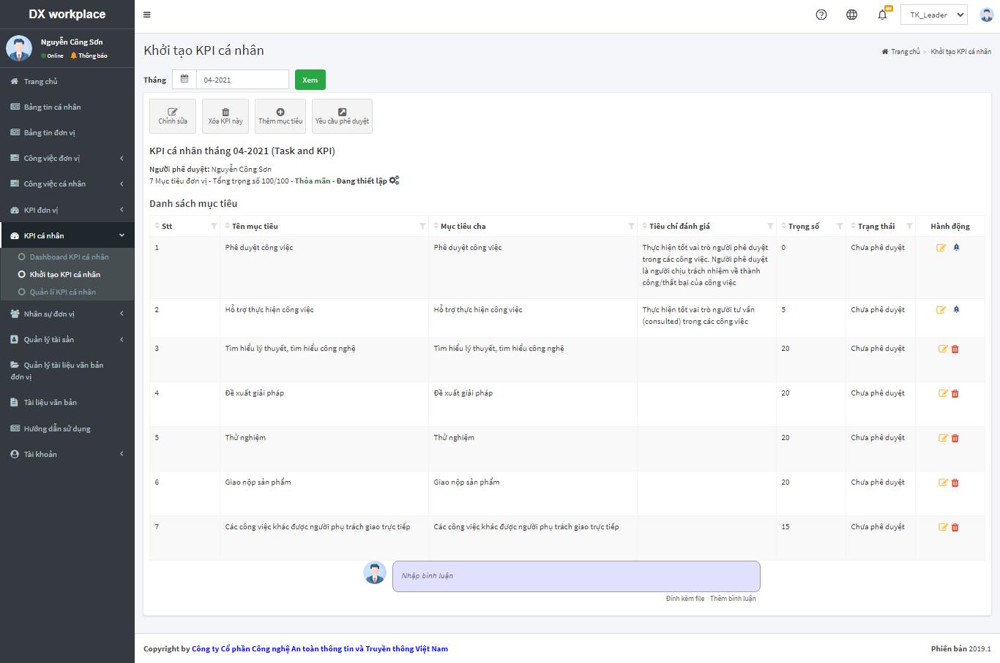 DX workplace
TK_Leader
Nguyễn Công Sơn
Online Thông báo
Trang chủ
Bảng tin cá nhân
Bảng tin đơn vị
Công việc đơn vị
Công việc cá nhân
KPI đơn vị
KPI cá nhân
Dashboard KPI cá nhân
Khởi tạo KPI cá nhân
Quản lí KPI cá nhân
Nhân sự đơn vị
Quản lý tài sản
Quản lý tài liệu văn bản
đơn vị
Tài liệu văn bản
Hướng dẫn sử dụng
Tài khoản
Khởi tạo KPI cá nhân
Trang chủ > Khởi tạo KPI cá nhân
Tháng 04-2021 Xem
Chỉnh sửa Xóa KPI này Thêm mục tiêu Yêu cầu phê duyệt
KPI cá nhân tháng 04-2021 (Task and KPI)
Người phê duyệt: Nguyễn Công Sơn
7 Mục tiêu đơn vị - Tổng trọng số 100/100 - Thỏa mãn - Đang thiết lập
Danh sách mục tiêu
Stt Tên mục tiêu Mục tiêu cha Tiêu chí đánh giá Trọng số Trạng thái Hành động
1 Phê duyệt công việc Phê duyệt công việc Thực hiện tốt vai trò người phê duyệt 0 Chưa phê duyệt
trong các công việc. Người phê duyệt
là người chịu trách nhiệm về thành
công/thất bại của công việc
2 Hỗ trợ thực hiện công việc Hỗ trợ thực hiện công việc Thực hiện tốt vai trò người tư vấn 5 Chưa phê duyệt
(consulted) trong các công việc
3 Tìm hiểu lý thuyết, tìm hiểu công nghệ Tìm hiểu lý thuyết, tìm hiểu công nghệ 20 Chưa phê duyệt
4 Đề xuất giải pháp Đề xuất giải pháp 20 Chưa phê duyệt
5 Thử nghiệm Thử nghiệm 20 Chưa phê duyệt
6 Giao nộp sản phẩm Giao nộp sản phẩm 20 Chưa phê duyệt
7 Các công việc khác được người phụ trách giao trực tiếp Các công việc khác được người phụ trách giao trực tiếp 15 Chưa phê duyệt
Nhập bình luận
Đính kèm file Thêm bình luận
Copyright by Công ty Cổ phần Công nghệ An toàn thông tin và Truyền thông Việt Nam
Phiên bản 2019.1